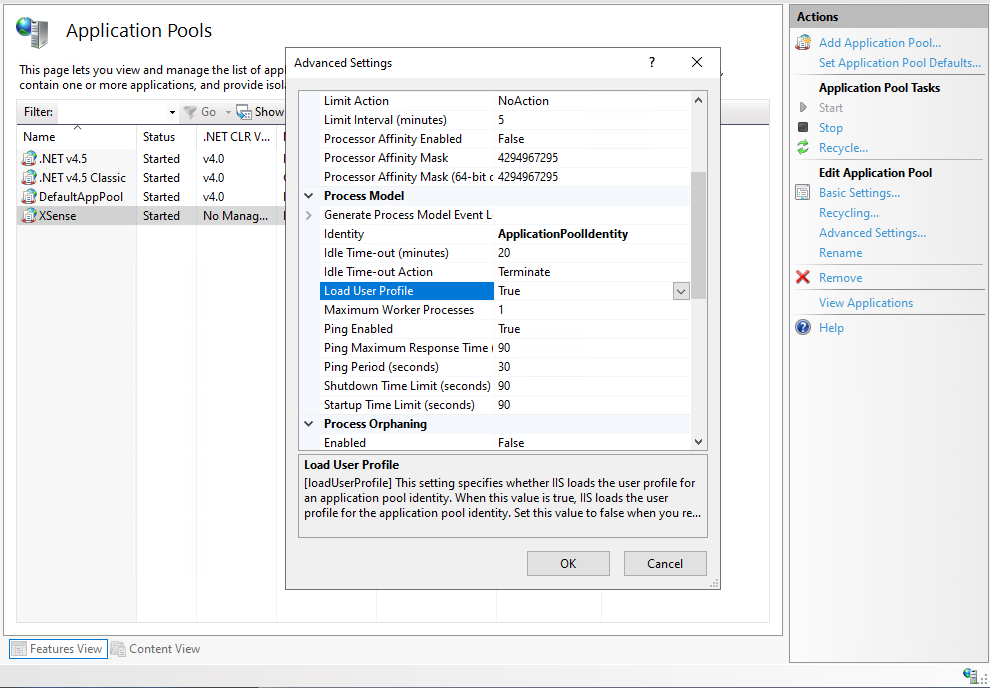 Application Pools
This page lets you view and manage the list of appl
contain one or more applications, and provide isola
Filter:
Go
Show
Name Status .NET CLR V...
.NET v4.5 Started v4.0
.NET v4.5 Classic Started v4.0
DefaultAppPool Started v4.0
XSense Started No Manag...
Features View
Content View
Advanced Settings
?
Limit Action NoAction
Limit Interval (minutes) 5
Processor Affinity Enabled False
Processor Affinity Mask 4294967295
Processor Affinity Mask (64-bit o 4294967295
Process Model
Generate Process Model Event L
Identity ApplicationPoolIdentity
Idle Time-out (minutes) 20
Idle Time-out Action Terminate
Load User Profile True
Maximum Worker Processes 1
Ping Enabled True
Ping Maximum Response Time ( 90
Ping Period (seconds) 30
Shutdown Time Limit (seconds) 90
Startup Time Limit (seconds) 90
Process Orphaning
Enabled False
Load User Profile
[loadUserProfile] This setting specifies whether IIS loads the user profile for
an application pool identity. When this value is true, IIS loads the user
profile for the application pool identity. Set this value to false when you re...
OK
Cancel
Actions
Add Application Pool...
Set Application Pool Defaults...
Application Pool Tasks
Start
Stop
Recycle...
Edit Application Pool
Basic Settings...
Recycling...
Advanced Settings...
Rename
Remove
View Applications
Help